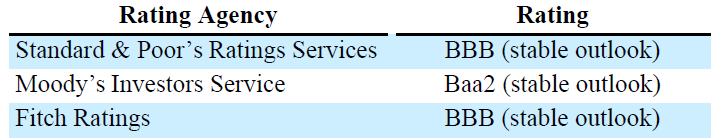 Rating Agency Rating
Standard & Poor’s Ratings Services BBB (stable outlook)
Moody’s Investors Service Baa2 (stable outlook)
Fitch Ratings BBB (stable outlook)